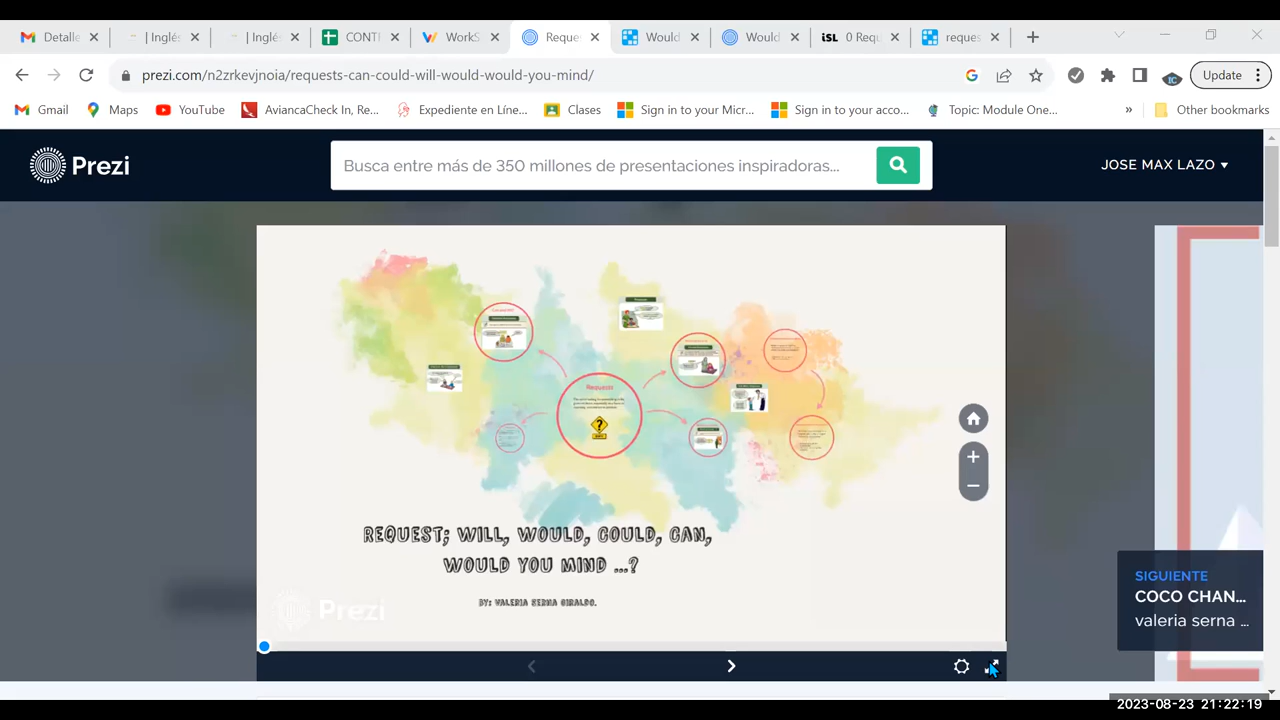 Detalle
| Inglés
| Inglés
CONTR
WorkS
Reque
Would
Would
iSL 0 Requ
reques
prezi.com/n2zrkevjnoia/requests-can-could-will-would-would-you-mind/
Update
Gmail
Maps
YouTube
AviancaCheck In, Re...
Expediente en Líne...
Clases
Sign in to your Micr...
Sign in to your acco...
Topic: Module One...
»
Other bookmarks
Prezi
Busca entre más de 350 millones de presentaciones inspiradoras...
JOSE MAX LAZO
Requests
REQUEST; WILL, WOULD, COULD, CAN,
WOULD YOU MIND ...?
BY: VALERIA SERNA GIRALDO.
Prezi
SIGUIENTE
COCO CHAN...
valeria serna ...
2023-08-23 21:22:19